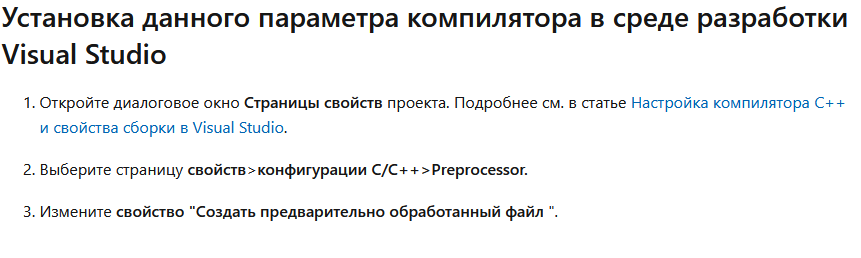 Установка данного параметра компилятора в среде разработки
Visual Studio
1. Откройте диалоговое окно Страницы свойств проекта. Подробнее см. в статье Настройка компилятора C++
и свойства сборки в Visual Studio.
2. Выберите страницу свойств>конфигурации C/C++>Preprocessor.
3. Измените свойство "Создать предварительно обработанный файл ".